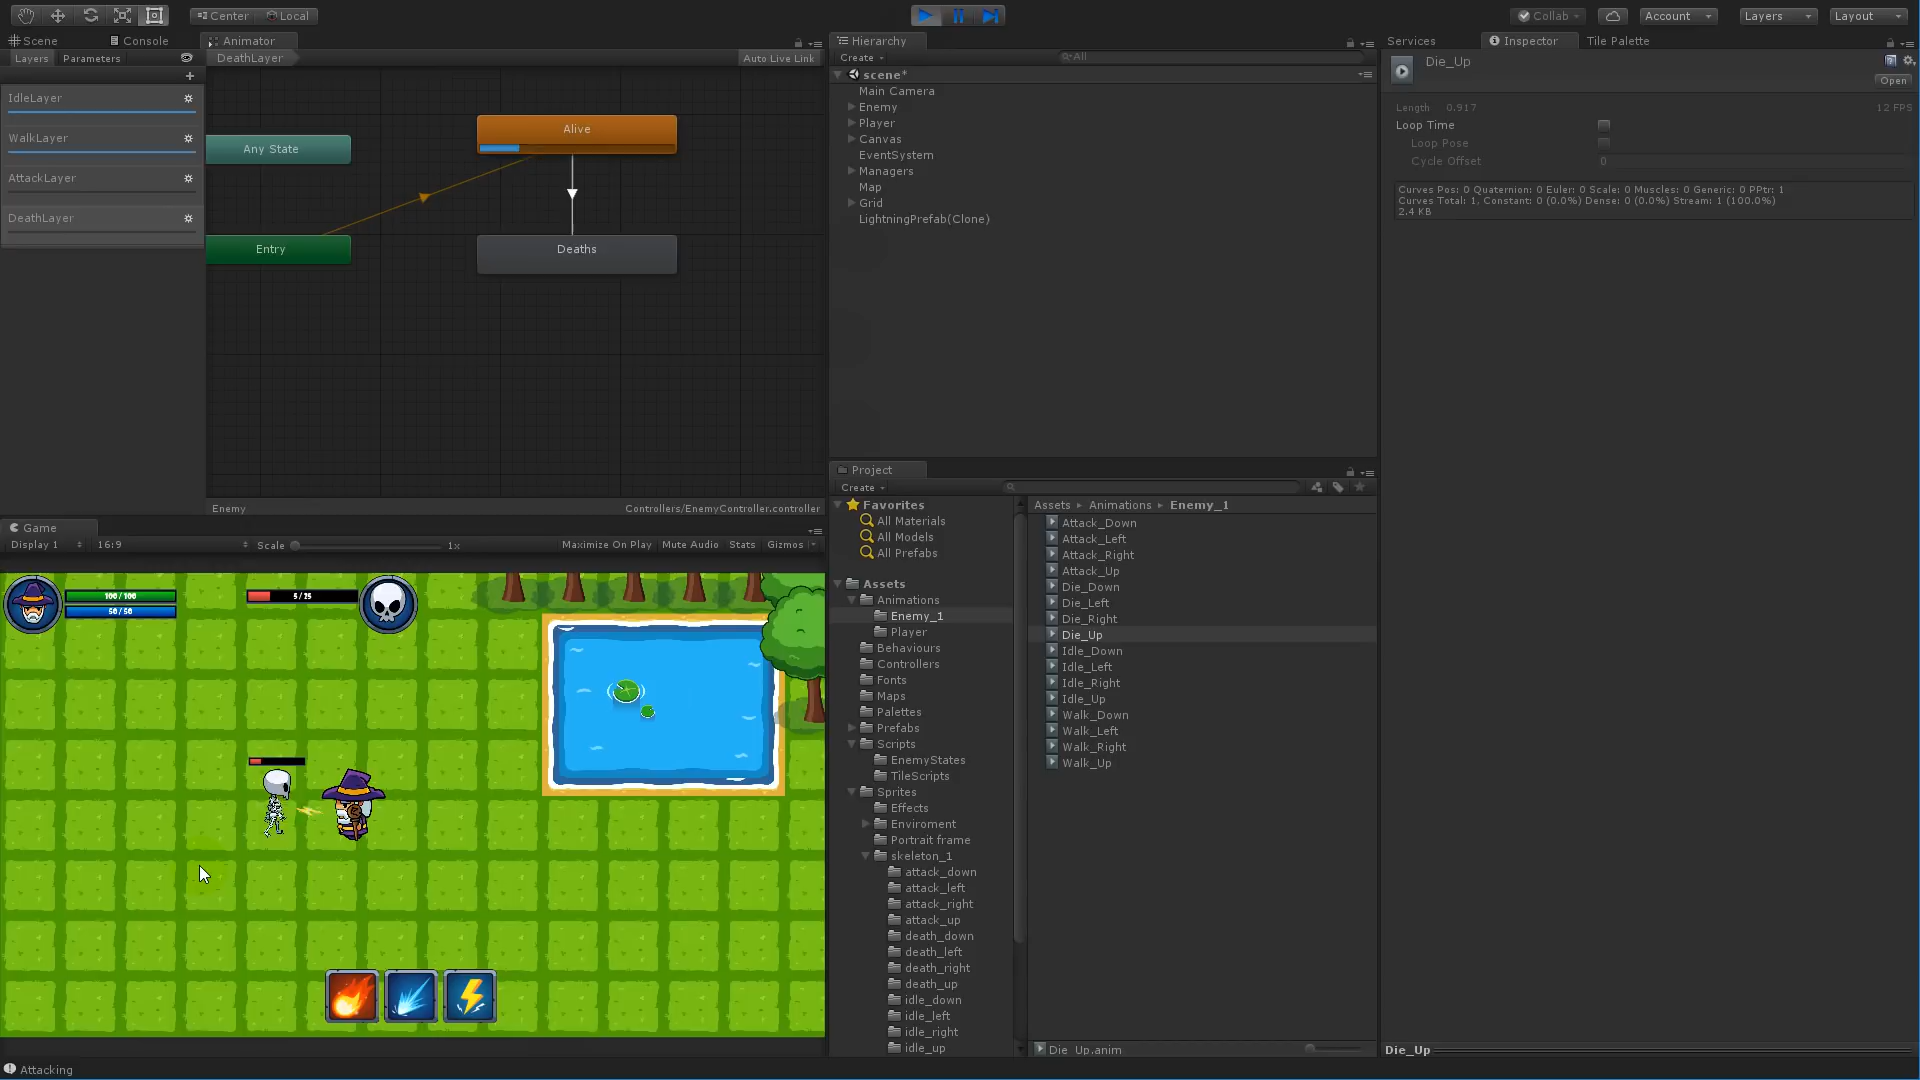 Center
Local
Collab
Account
Layers
Layout
Scene
Console
Animator
Layers
Parameters
DeathLayer
Auto Live Link
IdleLayer
WalkLayer
AttackLayer
DeathLayer
Any State
Alive
Entry
Deaths
Enemy
Controllers/EnemyController.controller
Hierarchy
Create
All
scene*
Main Camera
Enemy
Player
Canvas
EventSystem
Managers
Map
Grid
LightningPrefab(Clone)
Services
Inspector
Tile Palette
Die_Up
Open
Length 0.917
12 FPS
Loop Time
Loop Pose
Cycle Offset 0
Curves Pos: 0 Quaternion: 0 Euler: 0 Scale: 0 Muscles: 0 Generic: 0 PPtr: 1
Curves Total: 1, Constant: 0 (0.0%) Dense: 0 (0.0%) Stream: 1 (100.0%)
2.4 KB
Game
Display 1
16:9
Scale
1x
Maximize On Play
Mute Audio
Stats
Gizmos
100/100
50/50
5/25
Project
Create
Favorites
All Materials
All Models
All Prefabs
Assets
Animations
Enemy_1
Player
Behaviours
Controllers
Fonts
Maps
Palettes
Prefabs
Scripts
EnemyStates
TileScripts
Sprites
Effects
Enviroment
Portrait frame
skeleton_1
attack_down
attack_left
attack_right
attack_up
death_down
death_left
death_right
death_up
idle_down
idle_left
idle_right
idle_up
Assets Animations Enemy_1
Attack_Down
Attack_Left
Attack_Right
Attack_Up
Die_Down
Die_Left
Die_Right
Die_Up
Idle_Down
Idle_Left
Idle_Right
Idle_Up
Walk_Down
Walk_Left
Walk_Right
Walk_Up
Die_Up.anim
Die_Up
Attacking